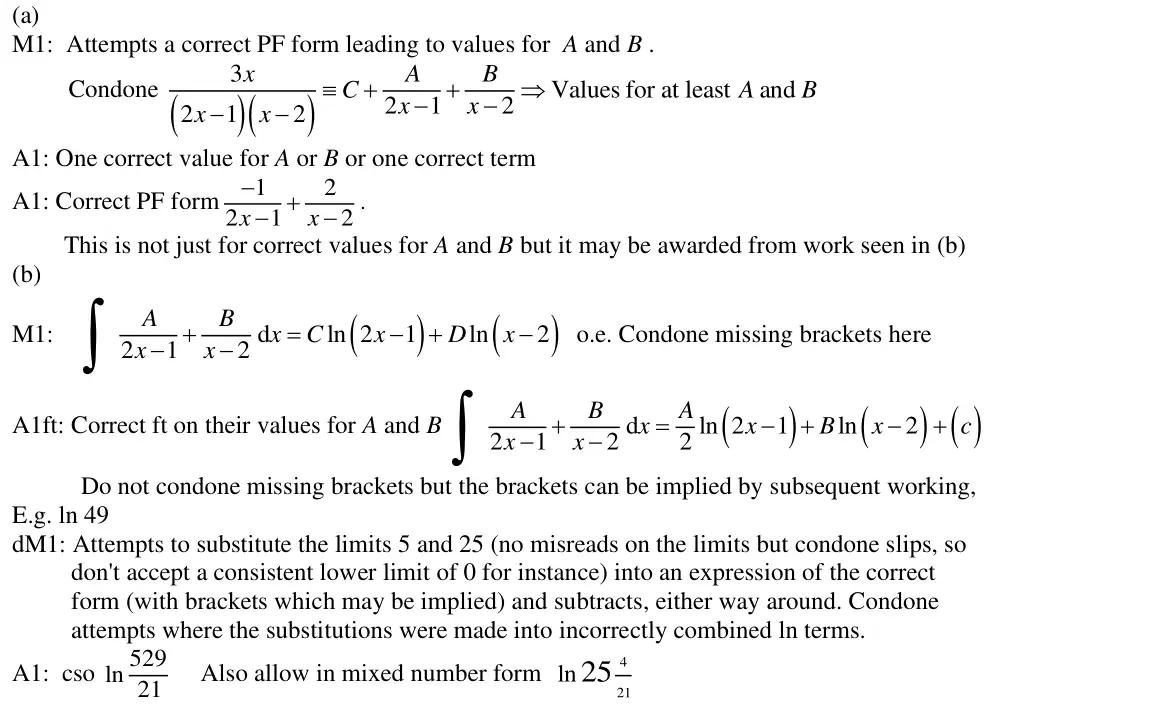 (a)
M1: Attempts a correct PF form leading to values for A and B .
Condone 3x/((2x−1)(x−2)) ≡ C + A/(2x−1) + B/(x−2) ⇒ Values for at least A and B
A1: One correct value for A or B or one correct term
A1: Correct PF form −1/(2x−1) + 2/(x−2) .
This is not just for correct values for A and B but it may be awarded from work seen in (b)
(b)
M1: ∫ A/(2x−1) + B/(x−2) dx = C ln(2x−1) + D ln(x−2) o.e. Condone missing brackets here
A1ft: Correct ft on their values for A and B ∫ A/(2x−1) + B/(x−2) dx = A/2 ln(2x−1) + B ln(x−2) + (c)
Do not condone missing brackets but the brackets can be implied by subsequent working,
E.g. ln 49
dM1: Attempts to substitute the limits 5 and 25 (no misreads on the limits but condone slips, so
don't accept a consistent lower limit of 0 for instance) into an expression of the correct
form (with brackets which may be implied) and subtracts, either way around. Condone
attempts where the substitutions were made into incorrectly combined ln terms.
A1: cso ln 529/21 Also allow in mixed number form ln 25 4/21